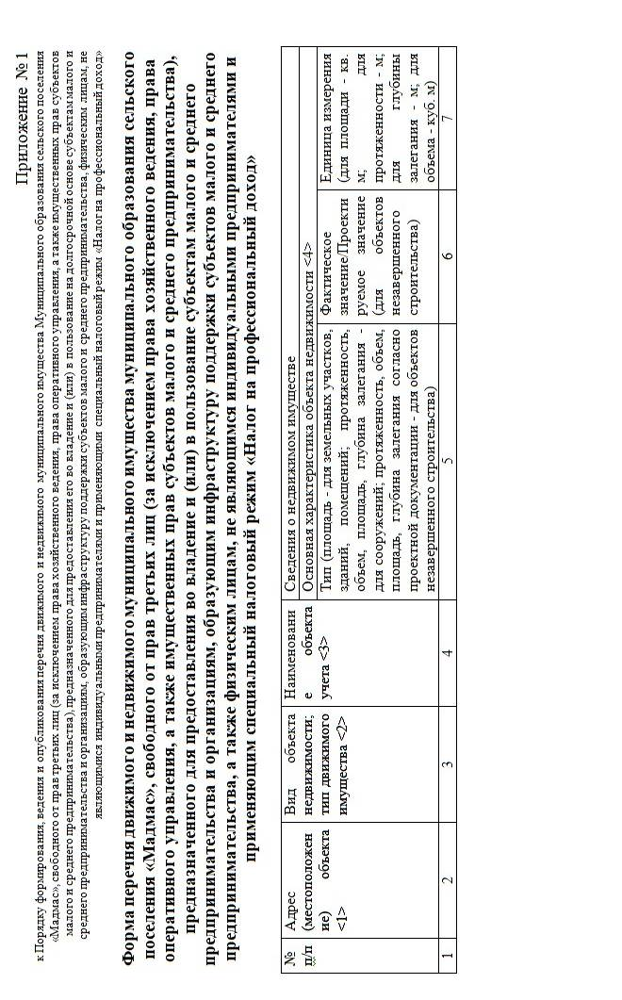 Приложение № 1
к Порядку формирования, ведения и опубликования перечня движимого и недвижимого муниципального имущества Муниципального образования сельского поселения
«Мадмас», свободного от прав третьих лиц (за исключением права хозяйственного ведения, права оперативного управления, а также имущественных прав субъектов
малого и среднего предпринимательства), предназначенного для предоставления его во владение и (или) в пользование на долгосрочной основе субъектам малого и
среднего предпринимательства и организациям, образующим инфраструктуру поддержки субъектов малого и среднего предпринимательства, физическим лицам, не
являющимися индивидуальными предпринимателями и применяющими специальный налоговый режим «Налог на профессиональный доход»
Форма перечня движимого и недвижимого муниципального имущества муниципального образования сельского
поселения «Мадмас», свободного от прав третьих лиц (за исключением права хозяйственного ведения, права
оперативного управления, а также имущественных прав субъектов малого и среднего предпринимательства),
предназначенного для предоставления во владение и (или) в пользование субъектам малого и среднего
предпринимательства и организациям, образующим инфраструктуру поддержки субъектов малого и среднего
предпринимательства, а также физическим лицам, не являющимся индивидуальными предпринимателями и
применяющим специальный налоговый режим «Налог на профессиональный доход»
№
п/п
Адрес
(местоположен
ие) объекта
<1>
Вид объекта
недвижимости;
тип движимого
имущества <2>
Наименовани
е объекта
учета <3>
Сведения о недвижимом имуществе
Основная характеристика объекта недвижимости <4>
Тип (площадь - для земельных участков,
зданий, помещений; протяженность,
объем, площадь, глубина залегания -
для сооружений; протяженность, объем,
площадь, глубина залегания согласно
проектной документации - для объектов
незавершенного строительства)
Фактическое
значение/Проекти
руемое значение
(для объектов
незавершенного
строительства)
Единица измерения
(для площади - кв.
м; для
протяженности - м;
для глубины
залегания - м; для
объема - куб. м)
1 2 3 4 5 6 7